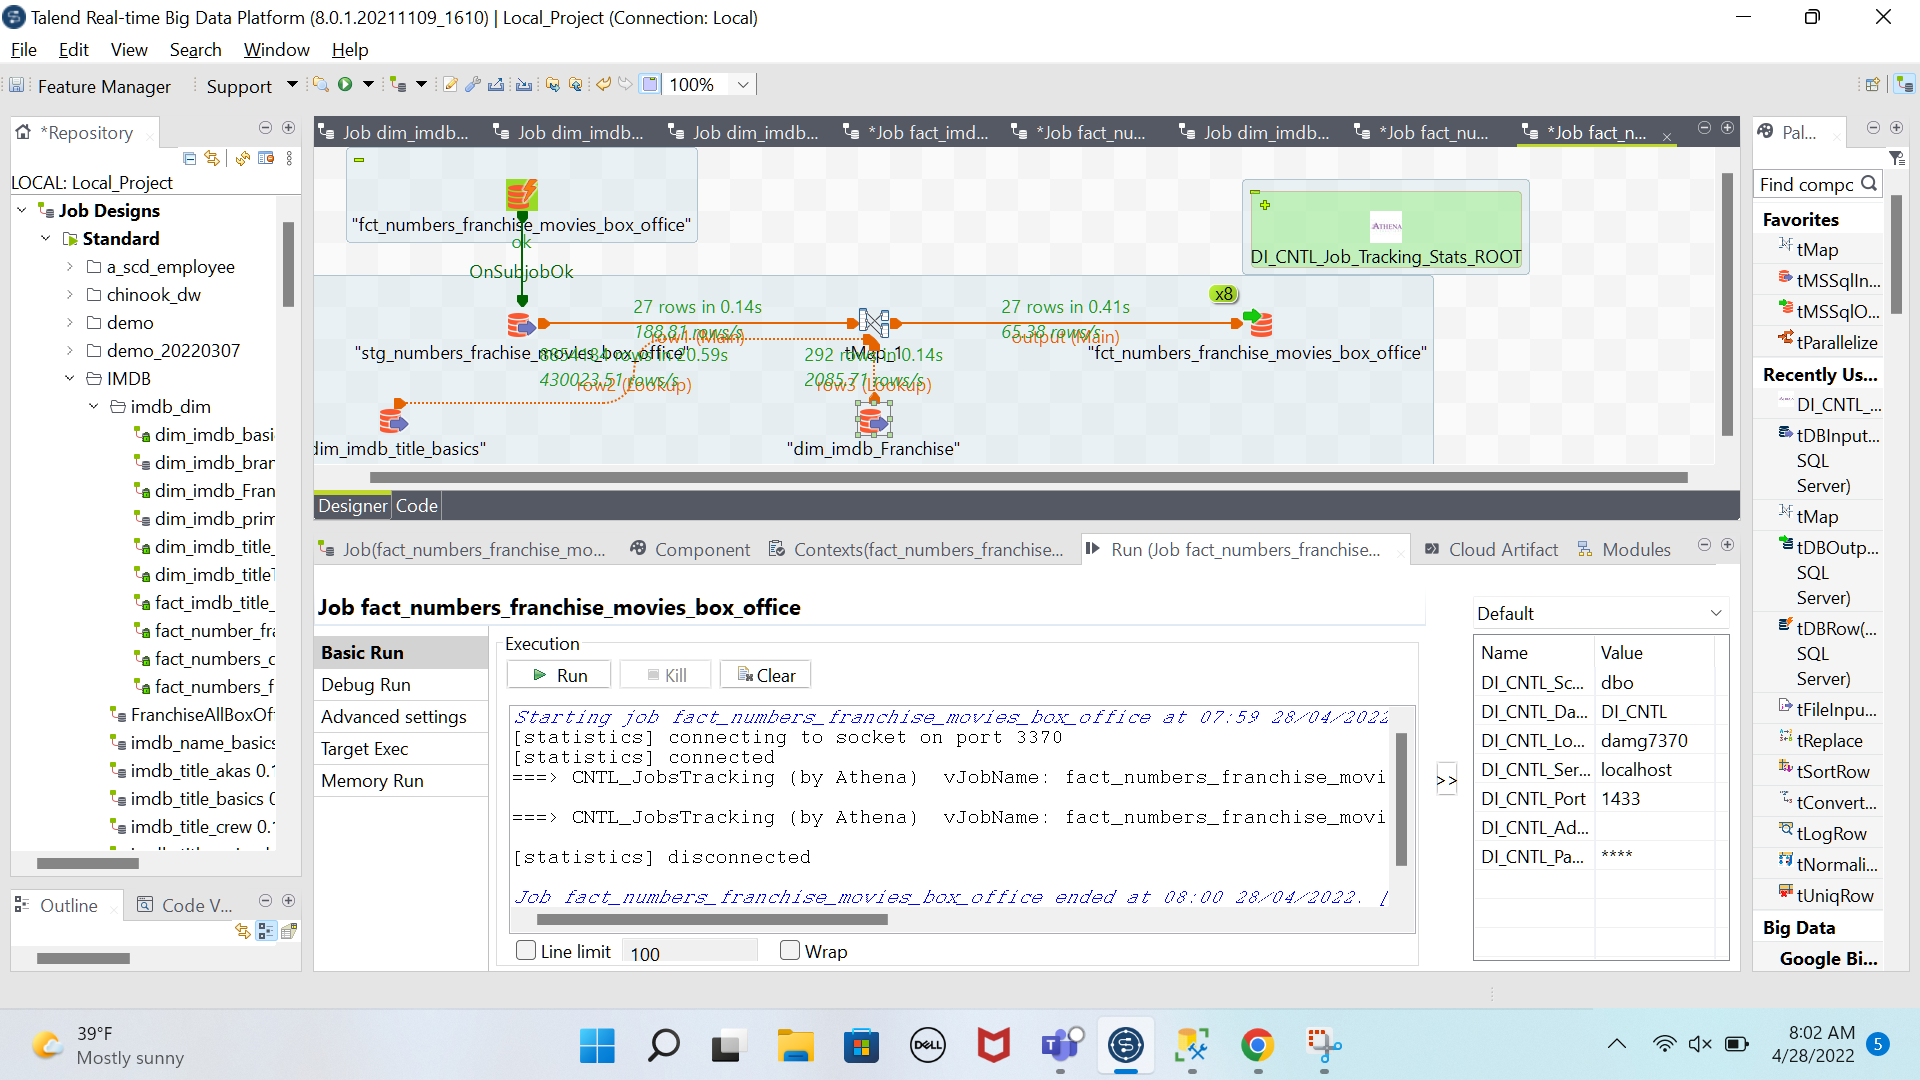 Talend Real-time Big Data Platform (8.0.1.20211109_1610) | Local_Project (Connection: Local)
File Edit View Search Window Help
Feature Manager Support 100%
*Repository
LOCAL: Local_Project
Job Designs
Standard
a_scd_employee
chinook_dw
demo
demo_20220307
IMDB
imdb_dim
dim_imdb_basi
dim_imdb_bran
dim_imdb_Fran
dim_imdb_prim
dim_imdb_title_
dim_imdb_title
fact_imdb_title_
fact_number_fra
fact_numbers_c
fact_numbers_f
FranchiseAllBoxOf
imdb_name_basics
imdb_title_akas 0.1
imdb_title_basics 0
imdb_title_crew 0.1
Outline Code V...
Job dim_imdb... Job dim_imdb... Job dim_imdb... *Job fact_imd... *Job fact_nu... Job dim_imdb... *Job fact_nu... *Job fact_n...
"fct_numbers_franchise_movies_box_office"
ok
OnSubjobOk
ATHENA
DI_CNTL_Job_Tracking_Stats_ROOT
27 rows in 0.14s
188.81 rows/s
row1 (Main)
27 rows in 0.41s
65.38 rows/s
output (Main)
x8
"stg_numbers_frachise_movies_box_office"
tMap_1
"fct_numbers_franchise_movies_box_office"
8854184 rows in 20.59s
430023.51 rows/s
row2 (Lookup)
292 rows in 0.14s
2085.71 rows/s
row3 (Lookup)
dim_imdb_title_basics"
"dim_imdb_Franchise"
Designer Code
Job(fact_numbers_franchise_mo... Component Contexts(fact_numbers_franchise... Run (Job fact_numbers_franchise... Cloud Artifact Modules
Job fact_numbers_franchise_movies_box_office
Basic Run
Debug Run
Advanced settings
Target Exec
Memory Run
Execution
Run Kill Clear
Starting job fact_numbers_franchise_movies_box_office at 07:59 28/04/2022
[statistics] connecting to socket on port 3370
[statistics] connected
===> CNTL_JobsTracking (by Athena) vJobName: fact_numbers_franchise_movi
===> CNTL_JobsTracking (by Athena) vJobName: fact_numbers_franchise_movi
[statistics] disconnected
Job fact_numbers_franchise_movies_box_office ended at 08:00 28/04/2022. [
Line limit 100 Wrap
>>
Default
Name Value
DI_CNTL_Sc... dbo
DI_CNTL_Da... DI_CNTL
DI_CNTL_Lo... damg7370
DI_CNTL_Ser... localhost
DI_CNTL_Port 1433
DI_CNTL_Ad...
DI_CNTL_Pa... ****
Pal...
Find compc
Favorites
tMap
tMSSqlIn...
tMSSqlO...
tParallelize
Recently Us...
DI_CNTL_...
tDBInput...
SQL
Server)
tMap
tDBOutp...
SQL
Server)
tDBRow(...
SQL
Server)
tFileInpu...
tReplace
tSortRow
tConvert...
tLogRow
tNormali...
tUniqRow
Big Data
Google Bi...
39°F
Mostly sunny
DELL
8:02 AM
4/28/2022
5